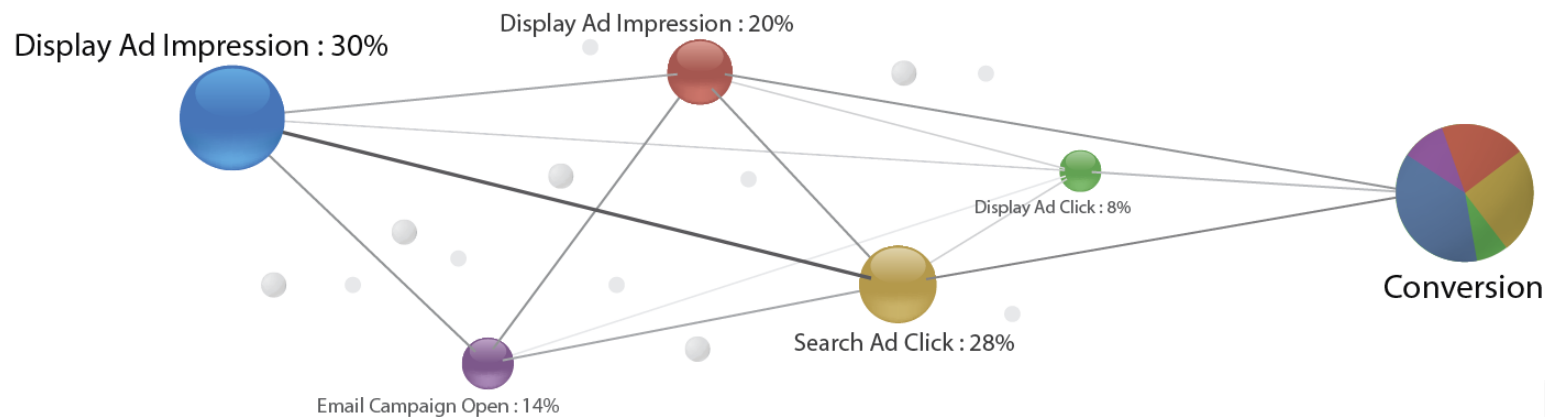 Display Ad Impression : 30%
Display Ad Impression : 20%
Display Ad Click : 8%
Conversion
Search Ad Click : 28%
Email Campaign Open : 14%